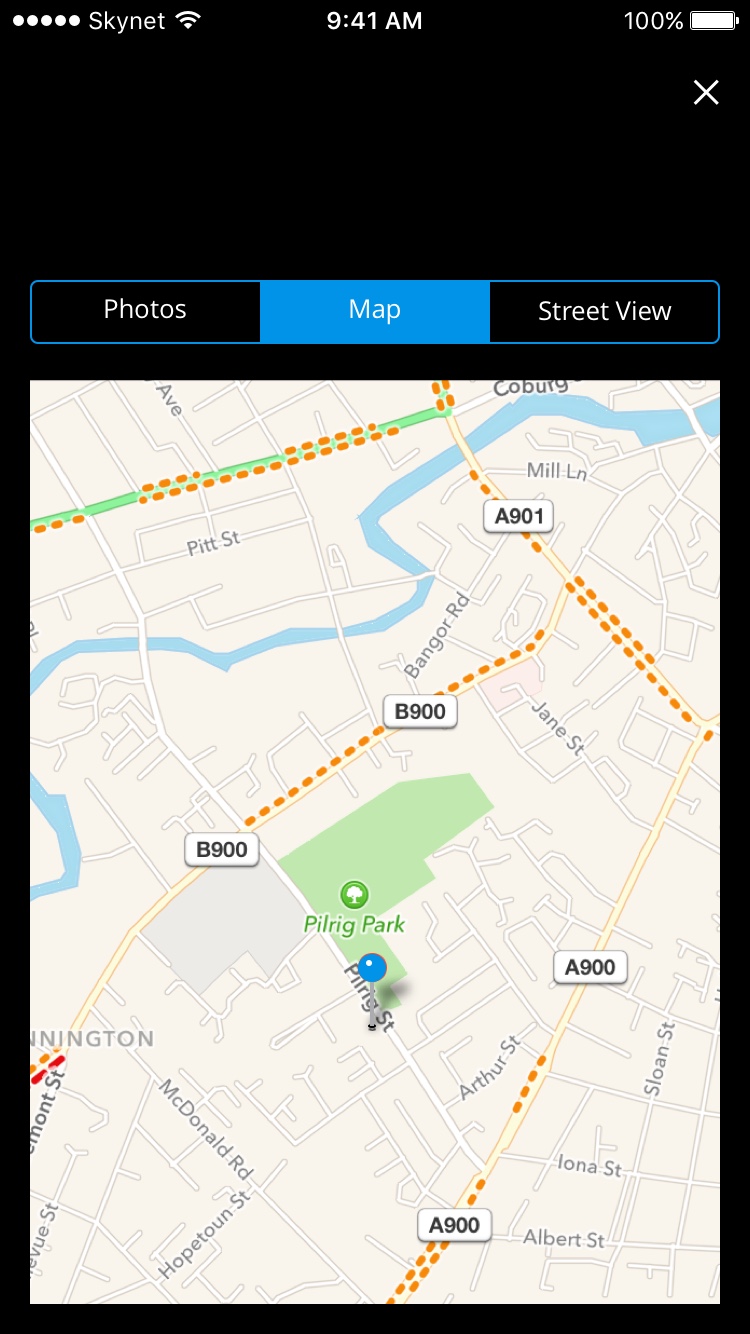 Skynet
9:41 AM
100%
Photos
Map
Street View
Coburg
Ave
Mill Ln
A901
Pitt St
Bangor Rd
B900
Jane St
B900
Pilrig Park
A900
Pilrig St
NNINGTON
Arthur St
Sloan St
emont St
McDonald Rd
Iona St
Hopetoun St
A900
Albert St
evue St